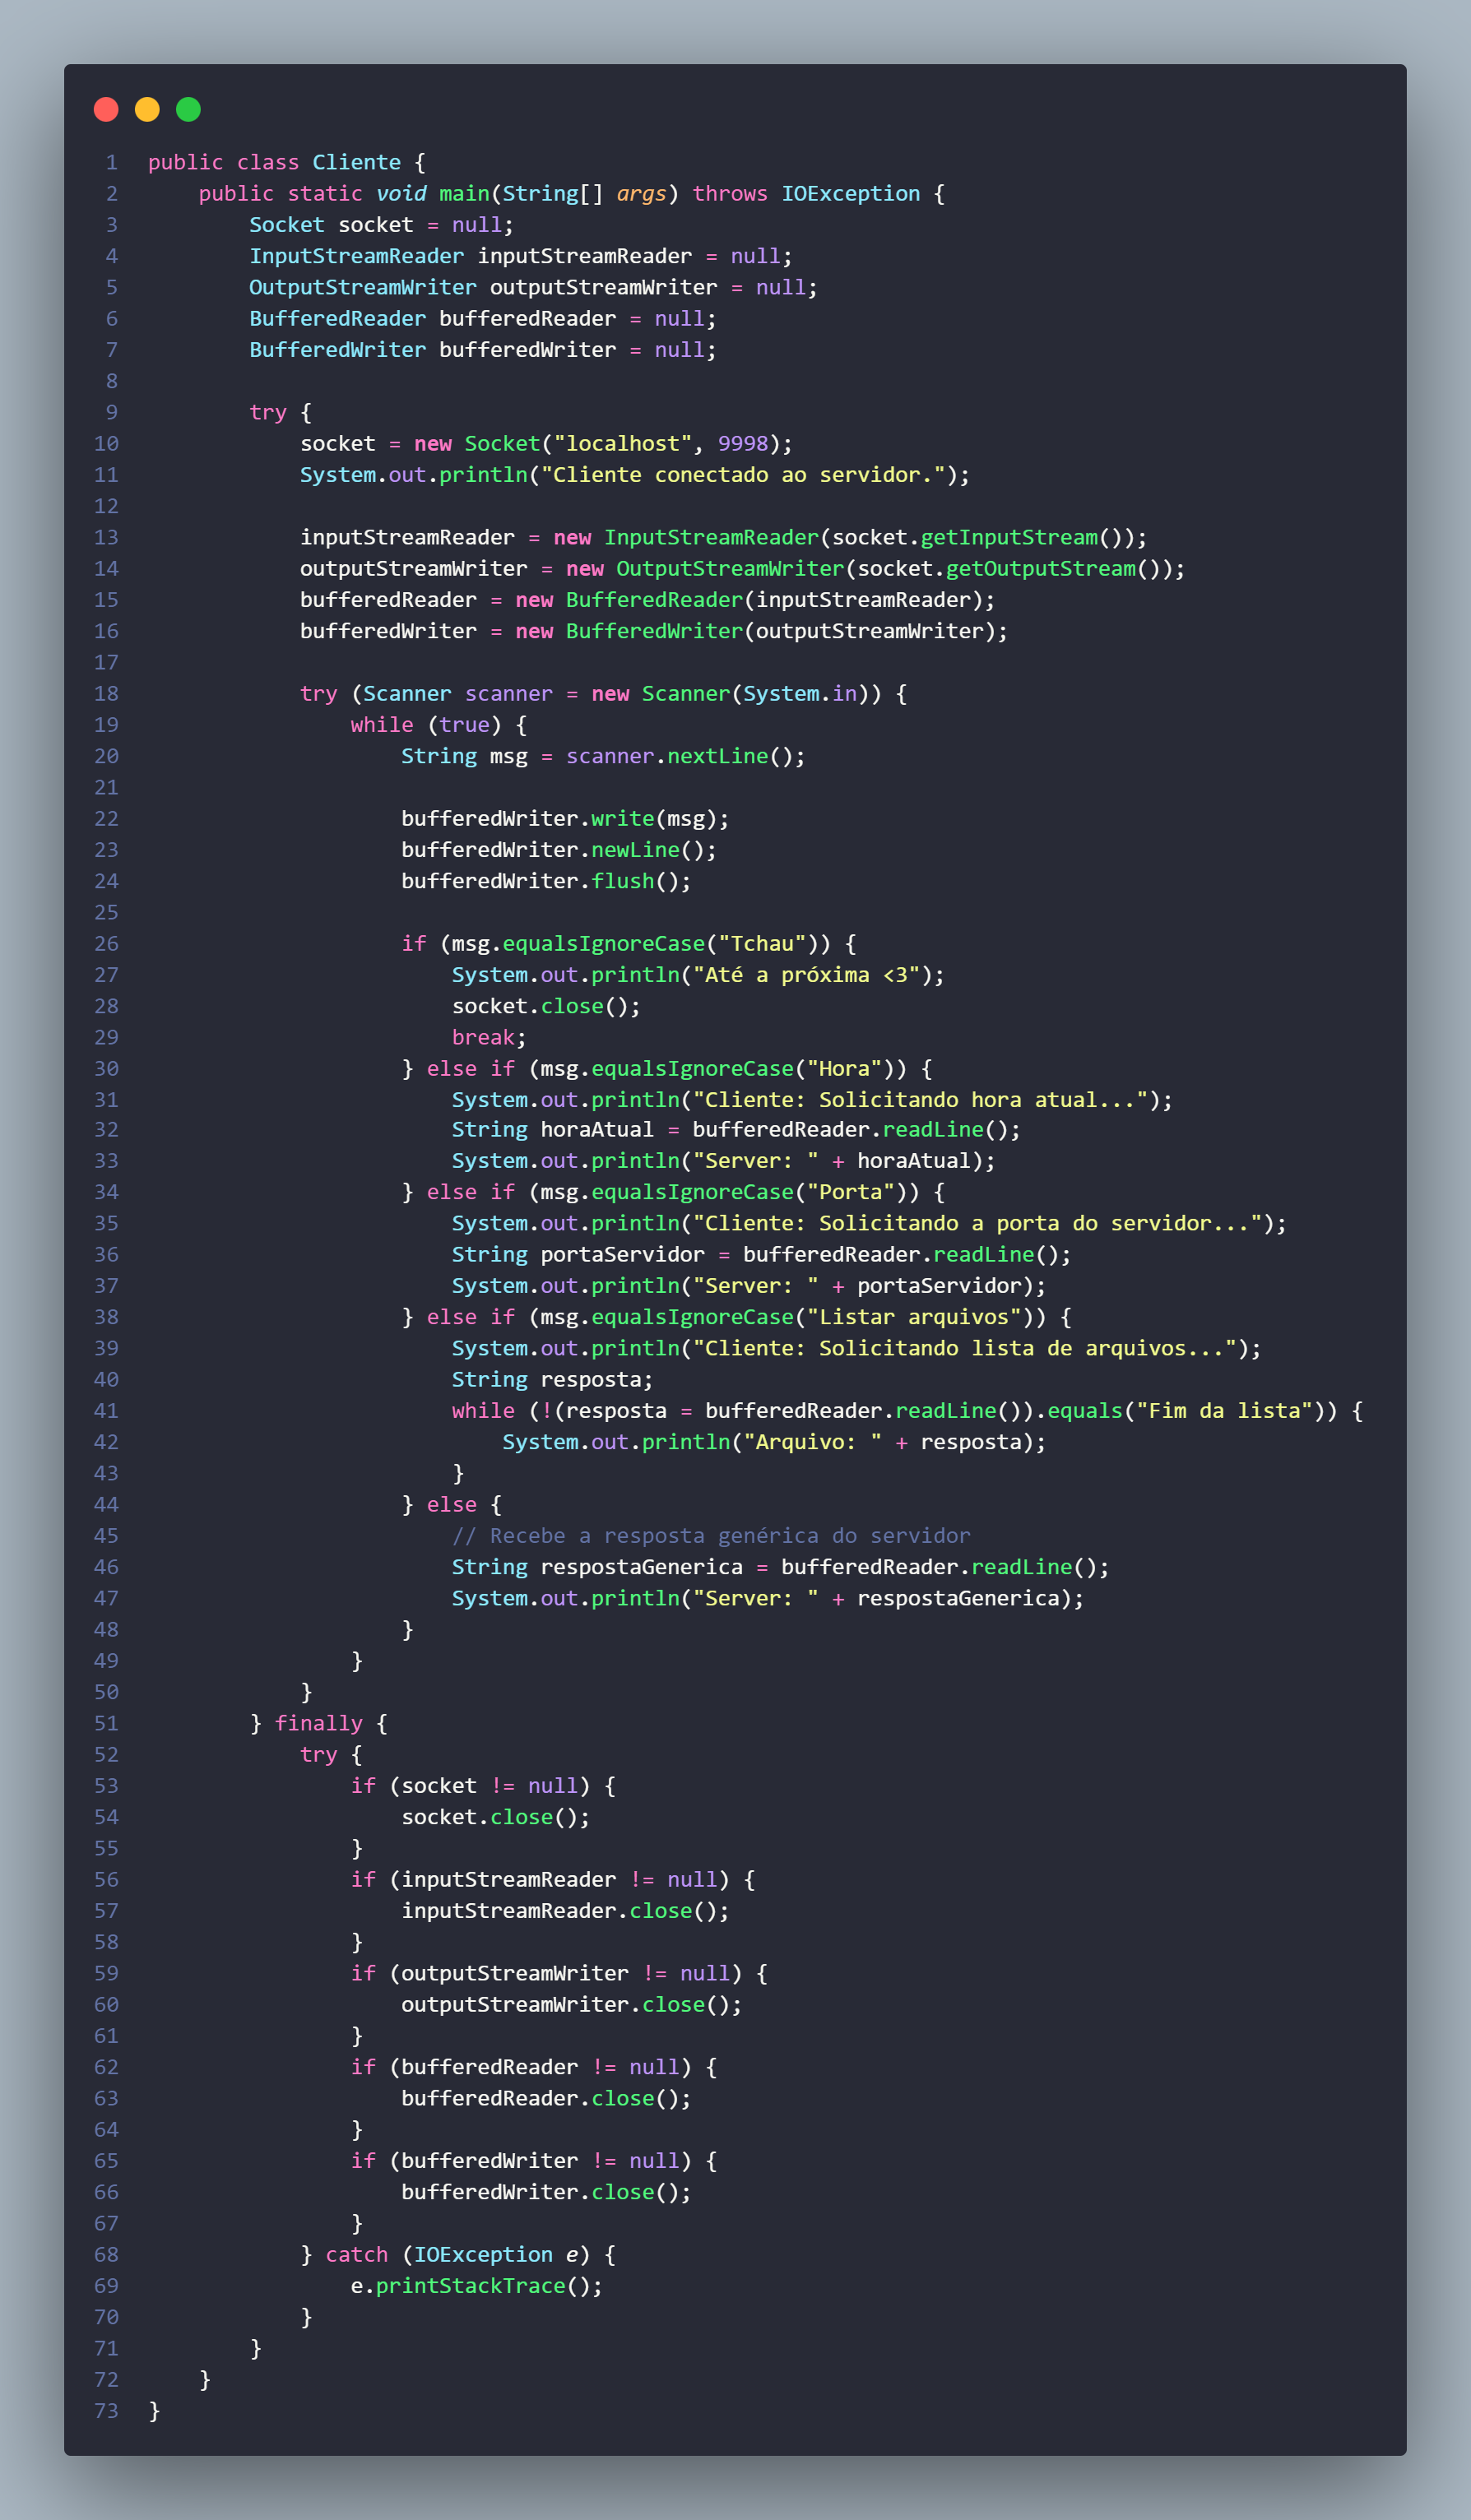 1 public class Cliente {
2     public static void main(String[] args) throws IOException {
3         Socket socket = null;
4         InputStreamReader inputStreamReader = null;
5         OutputStreamWriter outputStreamWriter = null;
6         BufferedReader bufferedReader = null;
7         BufferedWriter bufferedWriter = null;
8
9         try {
10             socket = new Socket("localhost", 9998);
11             System.out.println("Cliente conectado ao servidor.");
12
13             inputStreamReader = new InputStreamReader(socket.getInputStream());
14             outputStreamWriter = new OutputStreamWriter(socket.getOutputStream());
15             bufferedReader = new BufferedReader(inputStreamReader);
16             bufferedWriter = new BufferedWriter(outputStreamWriter);
17
18             try (Scanner scanner = new Scanner(System.in)) {
19                 while (true) {
20                     String msg = scanner.nextLine();
21
22                     bufferedWriter.write(msg);
23                     bufferedWriter.newLine();
24                     bufferedWriter.flush();
25
26                     if (msg.equalsIgnoreCase("Tchau")) {
27                         System.out.println("Até a próxima <3");
28                         socket.close();
29                         break;
30                     } else if (msg.equalsIgnoreCase("Hora")) {
31                         System.out.println("Cliente: Solicitando hora atual...");
32                         String horaAtual = bufferedReader.readLine();
33                         System.out.println("Server: " + horaAtual);
34                     } else if (msg.equalsIgnoreCase("Porta")) {
35                         System.out.println("Cliente: Solicitando a porta do servidor...");
36                         String portaServidor = bufferedReader.readLine();
37                         System.out.println("Server: " + portaServidor);
38                     } else if (msg.equalsIgnoreCase("Listar arquivos")) {
39                         System.out.println("Cliente: Solicitando lista de arquivos...");
40                         String resposta;
41                         while (!(resposta = bufferedReader.readLine()).equals("Fim da lista")) {
42                             System.out.println("Arquivo: " + resposta);
43                         }
44                     } else {
45                         // Recebe a resposta genérica do servidor
46                         String respostaGenerica = bufferedReader.readLine();
47                         System.out.println("Server: " + respostaGenerica);
48                     }
49                 }
50             }
51         } finally {
52             try {
53                 if (socket != null) {
54                     socket.close();
55                 }
56                 if (inputStreamReader != null) {
57                     inputStreamReader.close();
58                 }
59                 if (outputStreamWriter != null) {
60                     outputStreamWriter.close();
61                 }
62                 if (bufferedReader != null) {
63                     bufferedReader.close();
64                 }
65                 if (bufferedWriter != null) {
66                     bufferedWriter.close();
67                 }
68             } catch (IOException e) {
69                 e.printStackTrace();
70             }
71         }
72     }
73 }